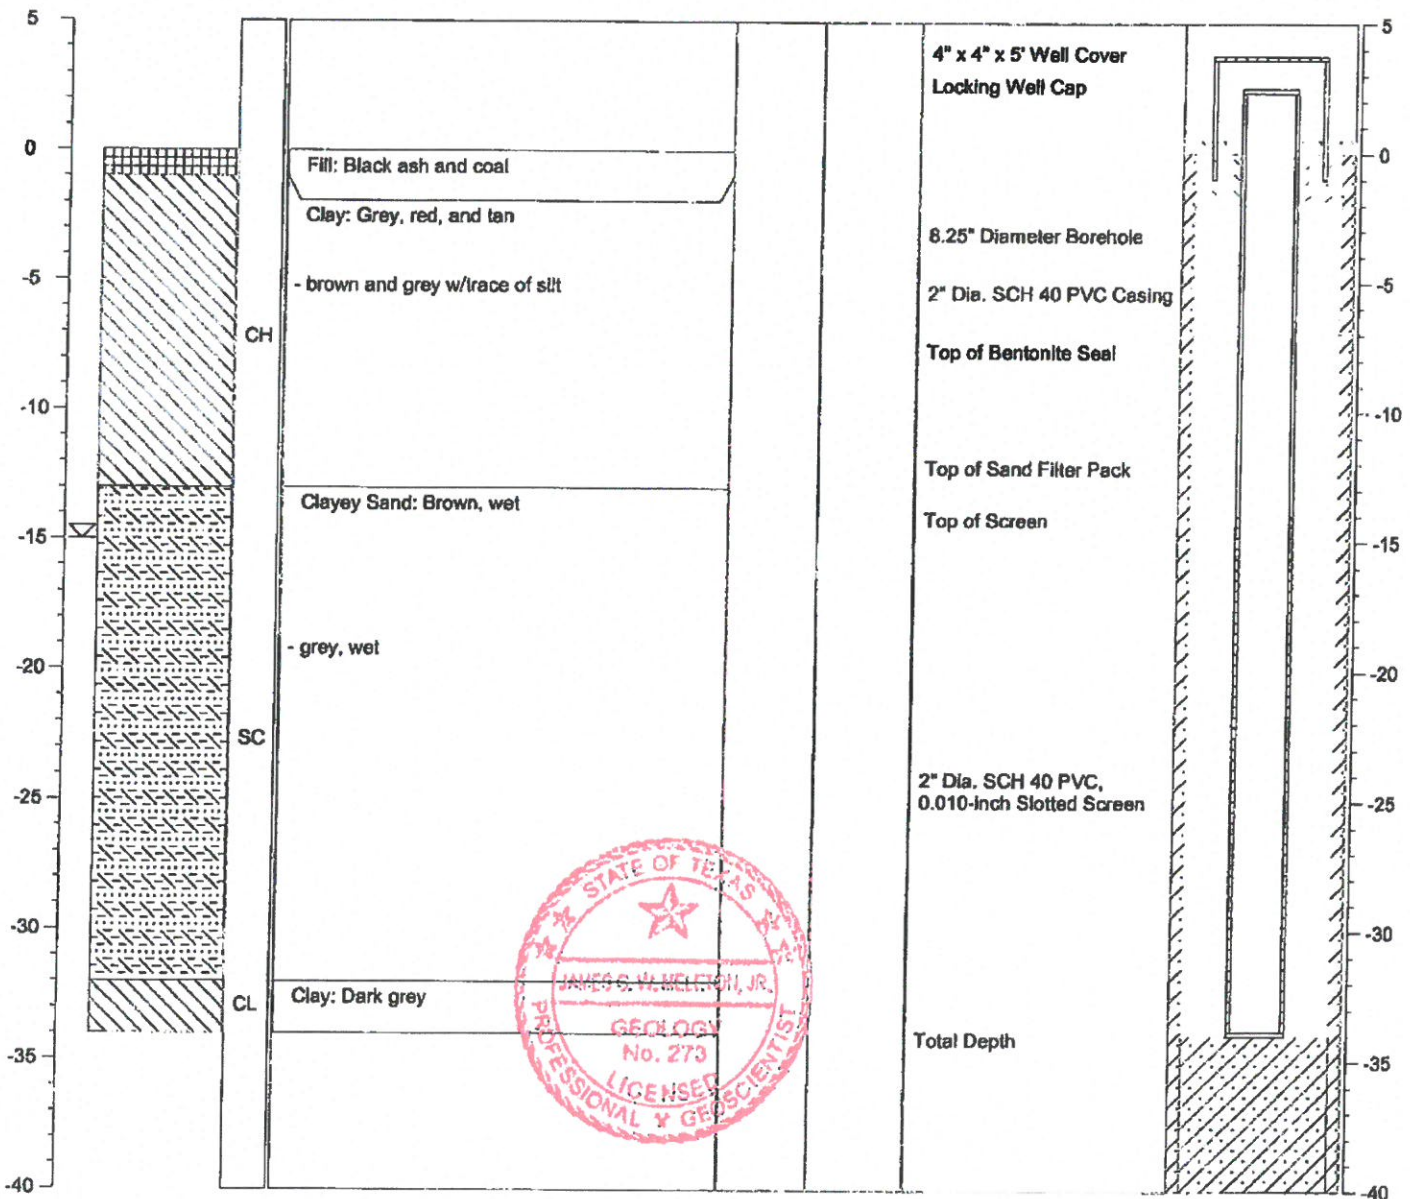 5
4" x 4" x 5' Well Cover
5
Locking Well Cap
0
Fill: Black ash and coal
0
Clay: Grey, red, and tan
8.25" Diameter Borehole
-5
- brown and grey w/trace of silt
2" Dia. SCH 40 PVC Casing
-5
CH
Top of Bentonite Seal
-10
-10
Top of Sand Filter Pack
Clayey Sand: Brown, wet
Top of Screen
-15
-15
- grey, wet
-20
-20
SC
2" Dia. SCH 40 PVC,
0.010-inch Slotted Screen
-25
-25
STATE OF TEXAS
-30
-30
JR.
CL
Clay: Dark grey
GEOLOGY
No. 273
LICENSED
PROFESSIONAL GEOSCIENTIST
Total Depth
-35
-35
-40
-40